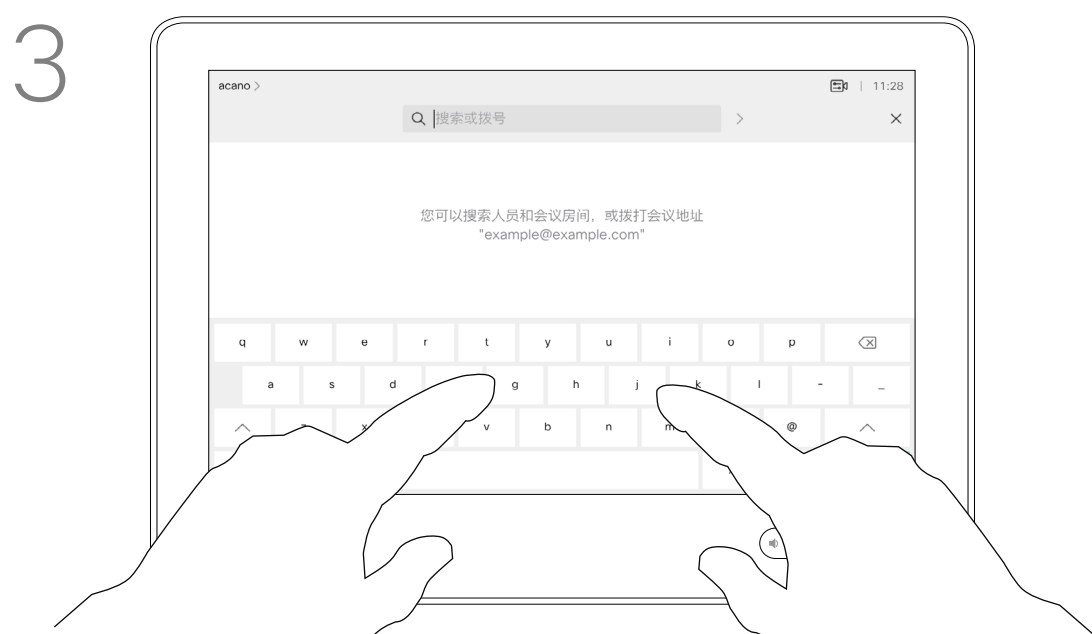 3
acano >
11:28
搜索或拨号
您可以搜索人员和会议房间，或拨打会议地址
"example@example.com"
q w e r t y u i o p
a s d g h j k l - _
z x v b n m @